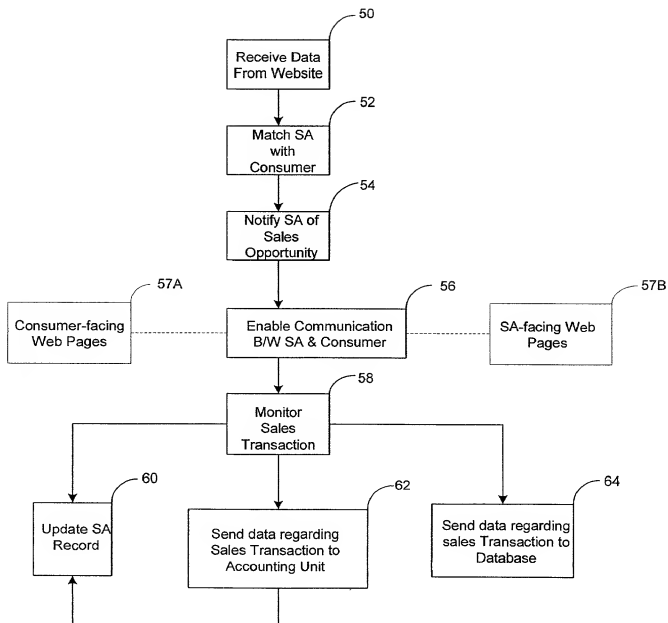 50
Receive Data
From Website
52
Match SA
with
Consumer
54
Notify SA of
Sales
Opportunity
57A
Consumer-facing
Web Pages
56
Enable Communication
B/W SA & Consumer
57B
SA-facing Web
Pages
58
Monitor
Sales
Transaction
60
Update SA
Record
62
Send data regarding
Sales Transaction to
Accounting Unit
64
Send data regarding
sales Transaction to
Database